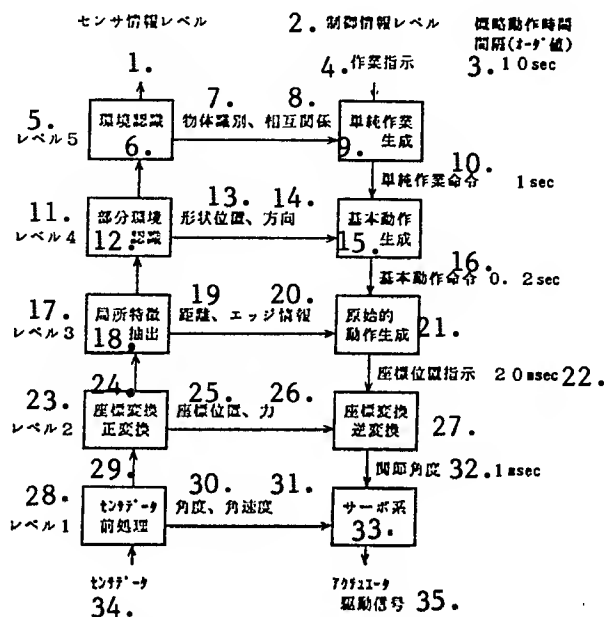 センサ情報レベル
2. 制御情報レベル
概略動作時間
間隔(ｵｰﾀﾞ値)
1.
4. 作業指示
3. 10sec
5.
レベル5
環境認識
6.
7. 8.
物体識別、相互関係
単純作業
9. 生成
10.
単純作業命令 1sec
11.
レベル4
部分環境
12. 認識
13. 14.
形状位置、方向
基本動作
15. 生成
16.
基本動作命令 0.2sec
17.
レベル3
局所特徴
18. 抽出
19 20.
距離、エッジ情報
原始的
動作生成
21.
座標位置指示 20msec 22.
23.
レベル2
24.
座標変換
正変換
25. 26.
座標位置、力
座標変換
逆変換
27.
29.
関節角度 32. 1msec
28.
レベル1
ｾﾝｻﾃﾞｰﾀ
前処理
30. 31.
角度、角速度
サーボ系
33.
ｾﾝｻﾃﾞｰﾀ
34.
ｱｸﾁｭｴｰﾀ
駆動信号 35.